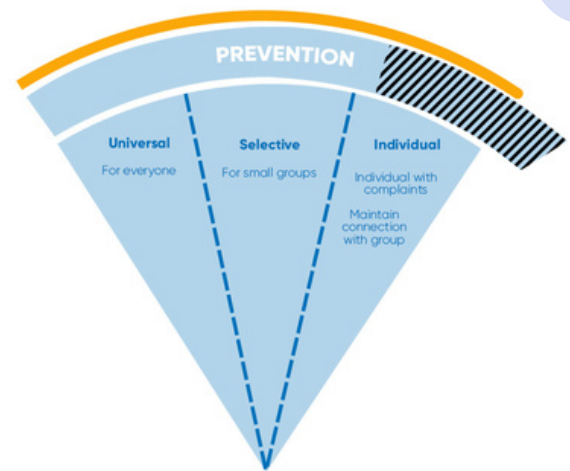 PREVENTION
Universal
For everyone
Selective
For small groups
Individual
Individual with
complaints
Maintain
connection
with group